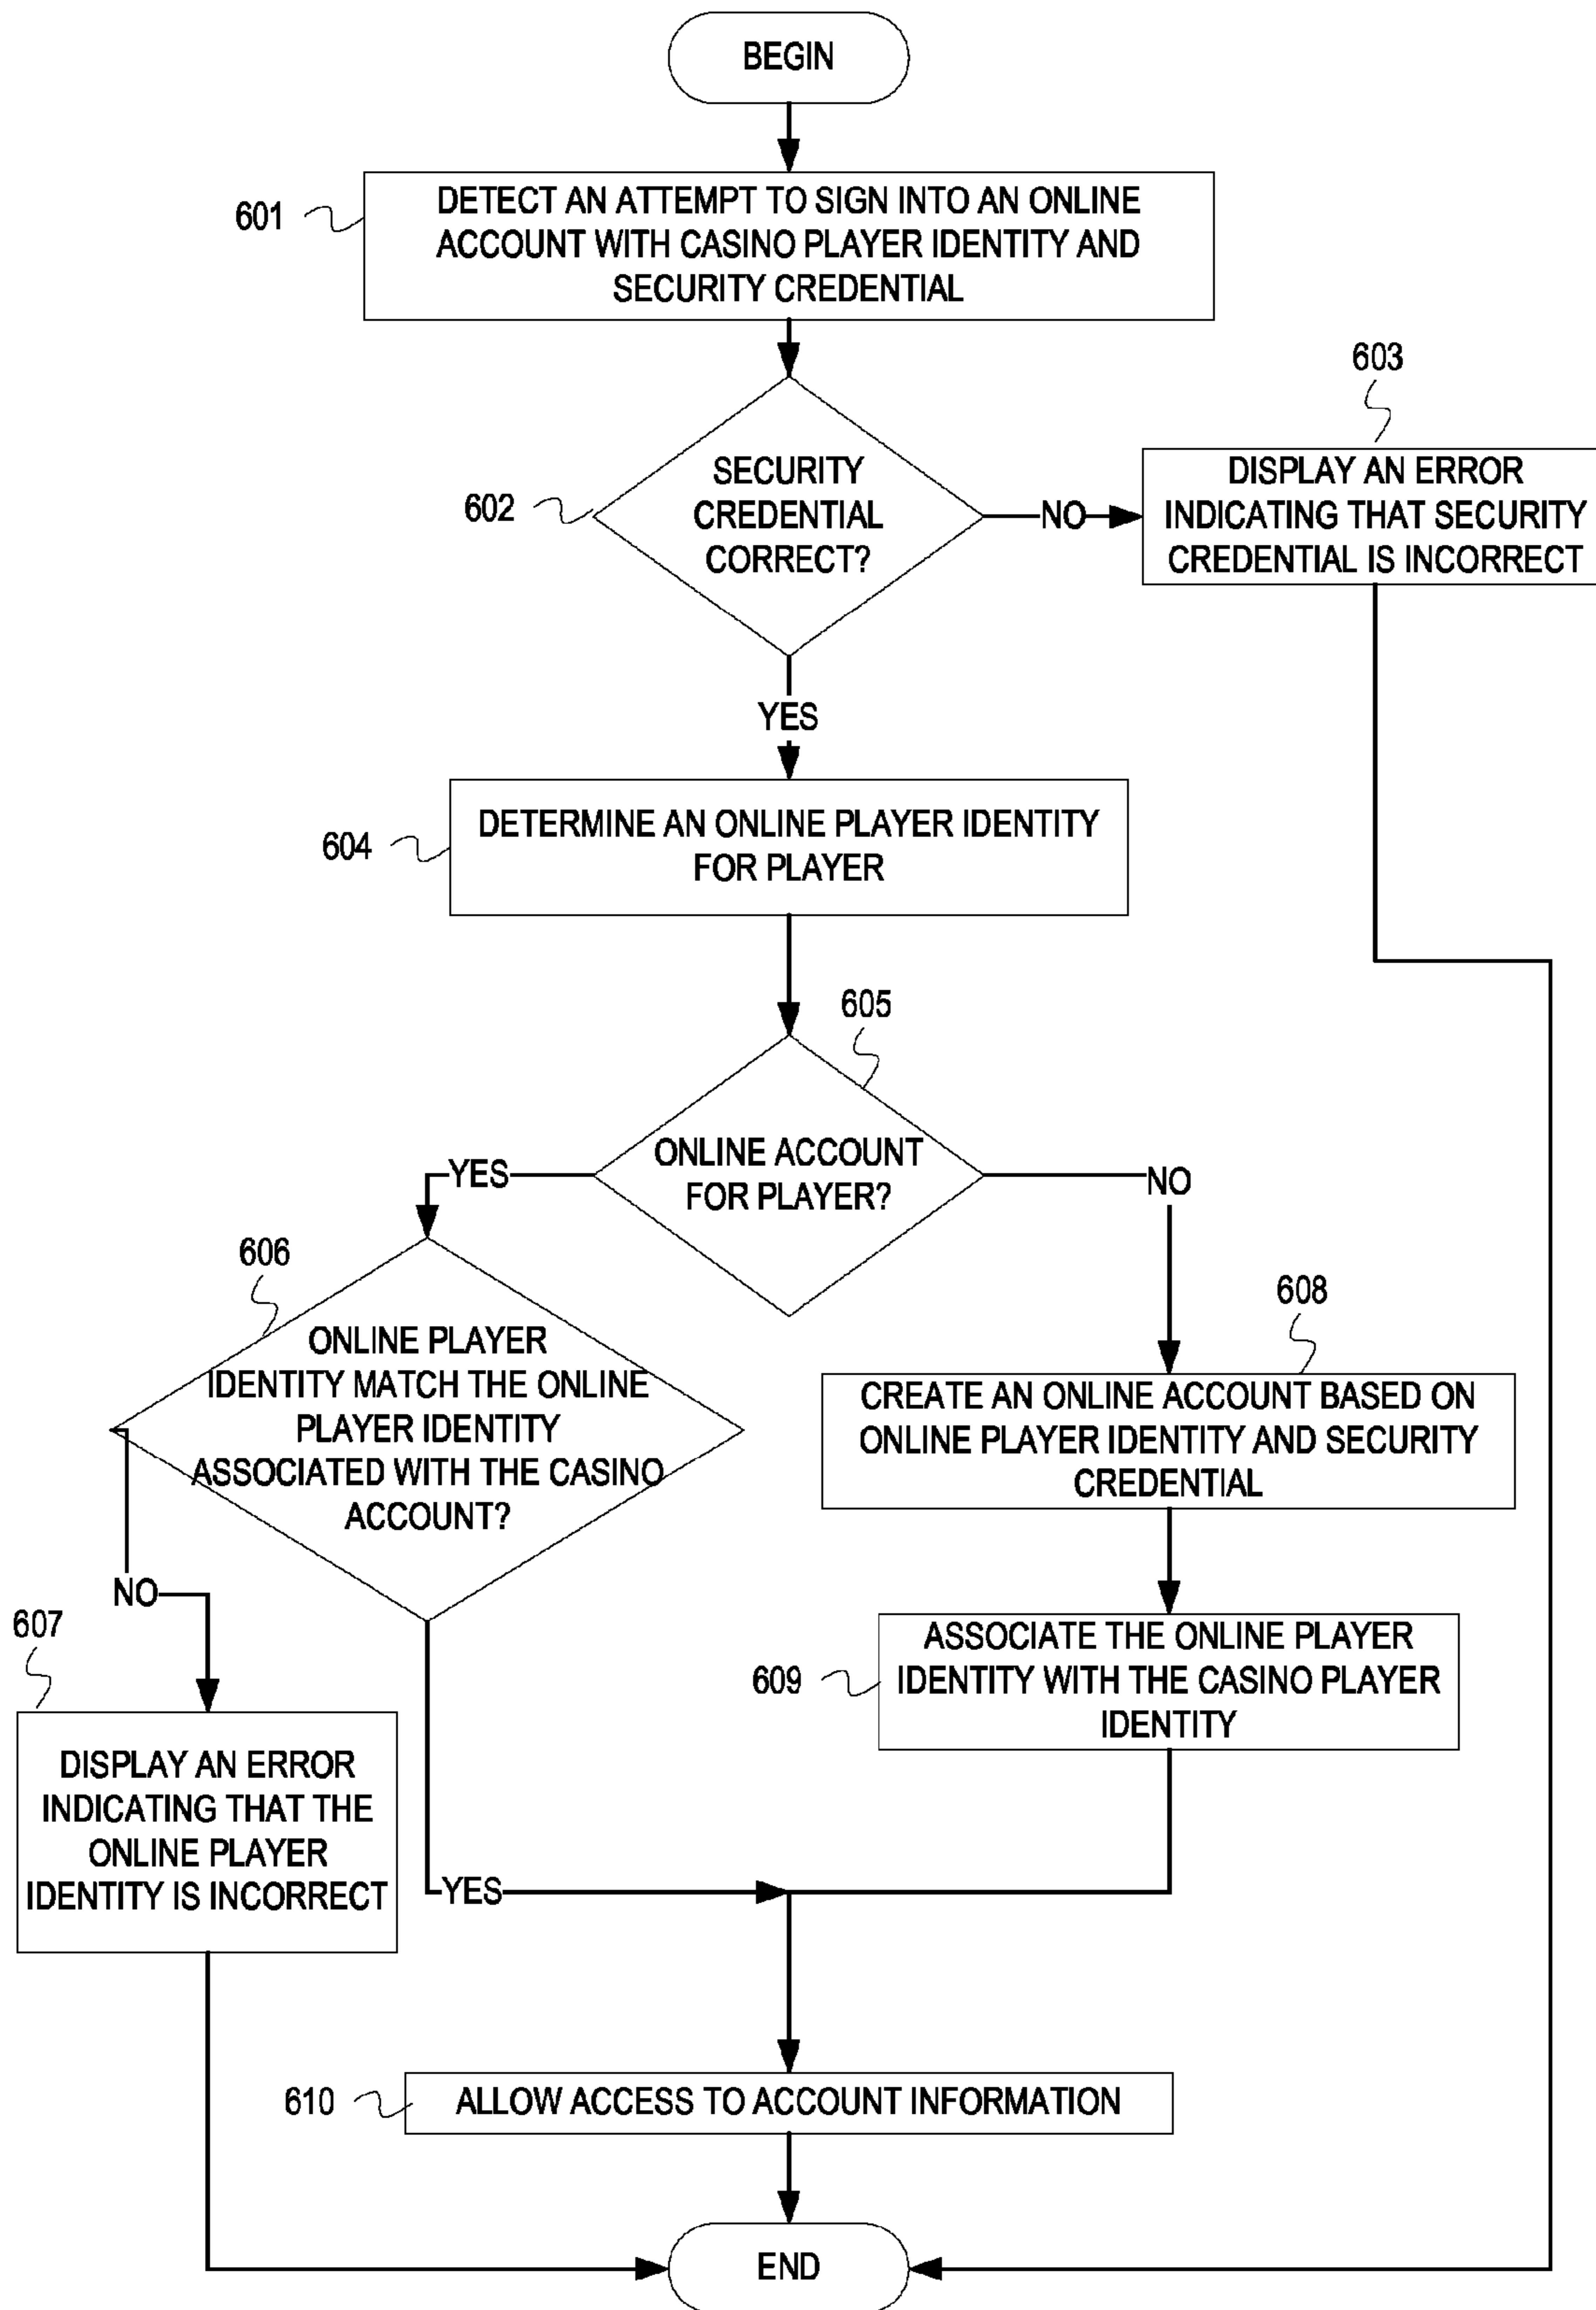 BEGIN
601
DETECT AN ATTEMPT TO SIGN INTO AN ONLINE
ACCOUNT WITH CASINO PLAYER IDENTITY AND
SECURITY CREDENTIAL
603
602
SECURITY
CREDENTIAL
CORRECT?
NO
DISPLAY AN ERROR
INDICATING THAT SECURITY
CREDENTIAL IS INCORRECT
YES
604
DETERMINE AN ONLINE PLAYER IDENTITY
FOR PLAYER
605
ONLINE ACCOUNT
FOR PLAYER?
YES
NO
606
ONLINE PLAYER
IDENTITY MATCH THE ONLINE
PLAYER IDENTITY
ASSOCIATED WITH THE CASINO
ACCOUNT?
608
CREATE AN ONLINE ACCOUNT BASED ON
ONLINE PLAYER IDENTITY AND SECURITY
CREDENTIAL
NO
607
DISPLAY AN ERROR
INDICATING THAT THE
ONLINE PLAYER
IDENTITY IS INCORRECT
609
ASSOCIATE THE ONLINE PLAYER
IDENTITY WITH THE CASINO PLAYER
IDENTITY
YES
610
ALLOW ACCESS TO ACCOUNT INFORMATION
END